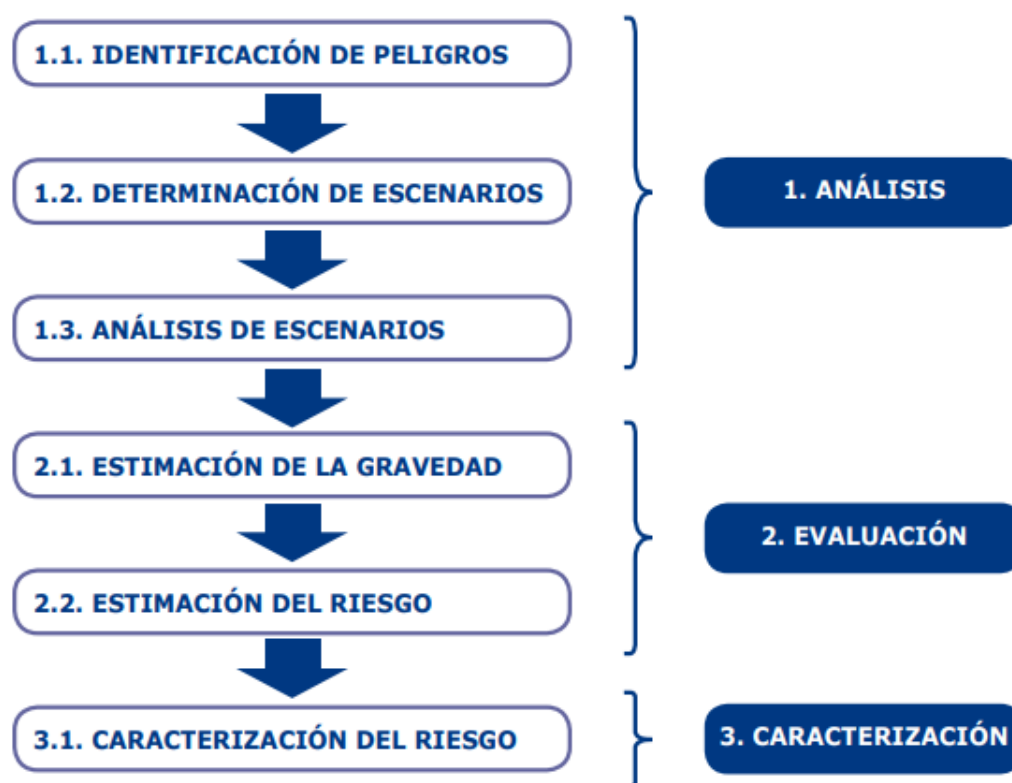 1.1. IDENTIFICACIÓN DE PELIGROS
1.2. DETERMINACIÓN DE ESCENARIOS
1. ANÁLISIS
1.3. ANÁLISIS DE ESCENARIOS
2.1. ESTIMACIÓN DE LA GRAVEDAD
2. EVALUACIÓN
2.2. ESTIMACIÓN DEL RIESGO
3.1. CARACTERIZACIÓN DEL RIESGO
3. CARACTERIZACIÓN